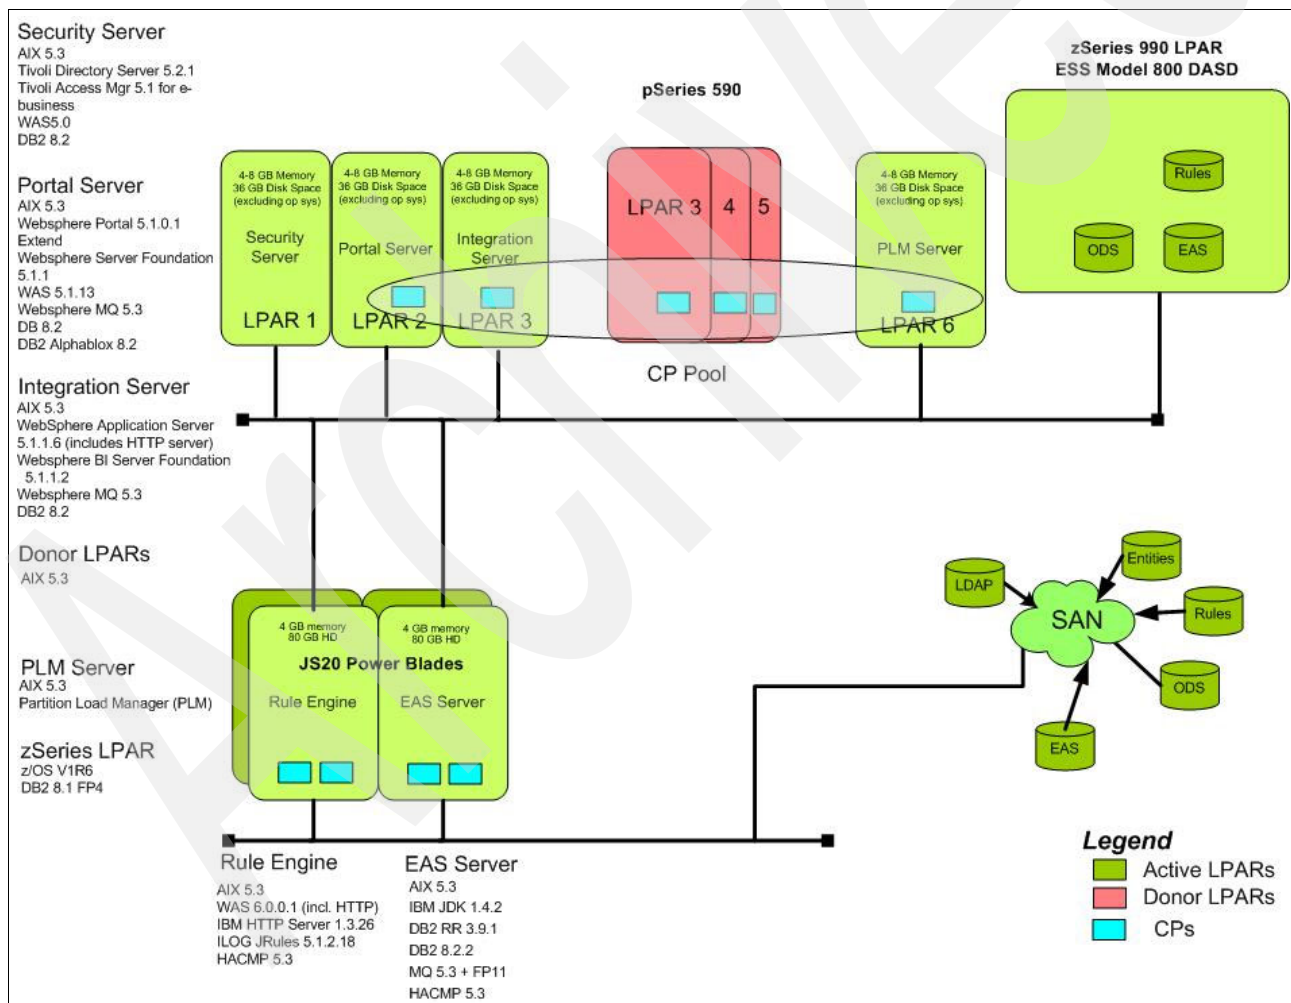 Security Server
AIX 5.3
Tivoli Directory Server 5.2.1
Tivoli Access Mgr 5.1 for e-
business
WAS5.0
DB2 8.2
Portal Server
AIX 5.3
Websphere Portal 5.1.0.1
Extend
Websphere Server Foundation
5.1.1
WAS 5.1.13
Websphere MQ 5.3
DB 8.2
DB2 Alphablox 8.2
Integration Server
AIX 5.3
WebSphere Application Server
5.1.1.6 (includes HTTP server)
Websphere BI Server Foundation
5.1.1.2
Websphere MQ 5.3
DB2 8.2
Donor LPARs
AIX 5.3
PLM Server
AIX 5.3
Partition Load Manager (PLM)
zSeries LPAR
z/OS V1R6
DB2 8.1 FP4
pSeries 590
zSeries 990 LPAR
ESS Model 800 DASD
4-8 GB Memory
36 GB Disk Space
(excluding op sys)
Security
Server
LPAR 1
4-8 GB Memory
36 GB Disk Space
(excluding op sys)
Portal Server
LPAR 2
4-8 GB Memory
36 GB Disk Space
(excluding op sys)
Integration
Server
LPAR 3
LPAR 3
4
5
4-8 GB Memory
36 GB Disk Space
(excluding op sys)
PLM Server
LPAR 6
CP Pool
Rules
ODS
EAS
4 GB memory
80 GB HD
4 GB memory
80 GB HD
JS20 Power Blades
Rule Engine
EAS Server
LDAP
Entities
SAN
Rules
ODS
EAS
Rule Engine
AIX 5.3
WAS 6.0.0.1 (incl. HTTP)
IBM HTTP Server 1.3.26
ILOG JRules 5.1.2.18
HACMP 5.3
EAS Server
AIX 5.3
IBM JDK 1.4.2
DB2 RR 3.9.1
DB2 8.2.2
MQ 5.3 + FP11
HACMP 5.3
Legend
Active LPARs
Donor LPARs
CPs